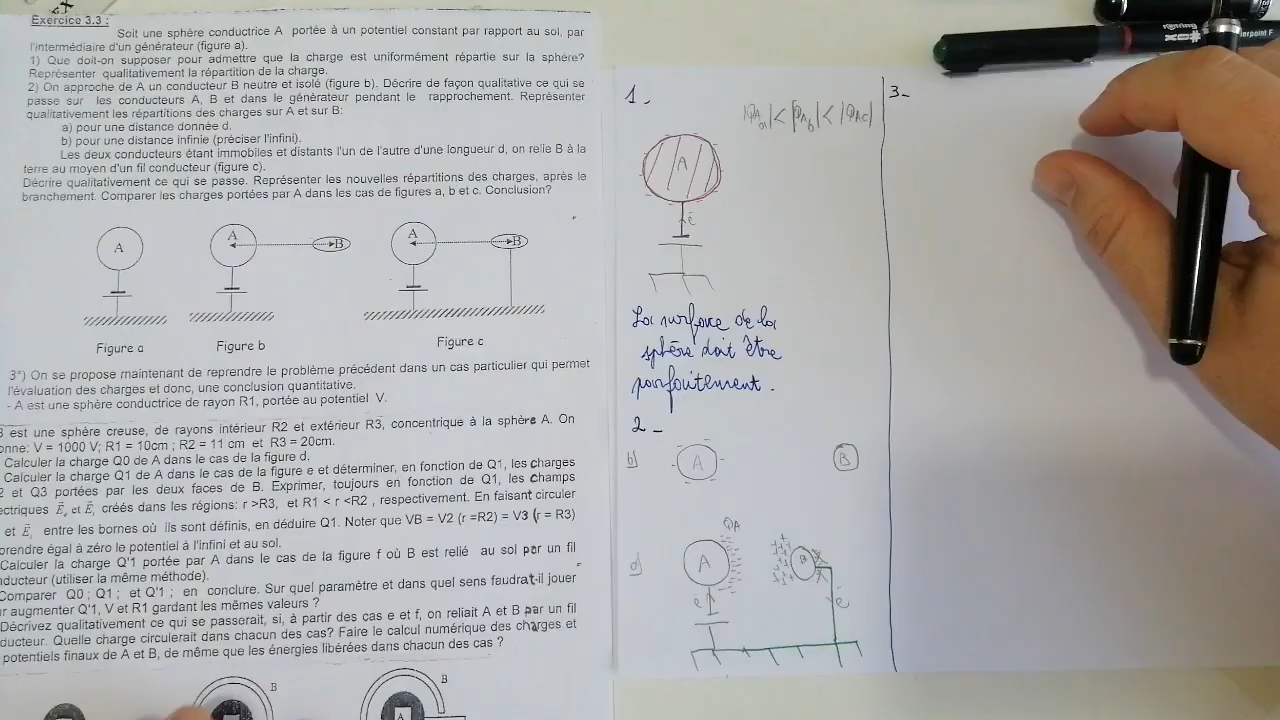 Exercice 3.3 :
Soit une sphère conductrice A portée à un potentiel constant par rapport au sol, par
l'intermédiaire d'un générateur (figure a).
1) Que doit-on supposer pour admettre que la charge est uniformément répartie sur la sphère?
Représenter qualitativement la répartition de la charge.
2) On approche de A un conducteur B neutre et isolé (figure b). Décrire de façon qualitative ce qui se
passe sur les conducteurs A, B et dans le générateur pendant le rapprochement. Représenter
qualitativement les répartitions des charges sur A et sur B:
a) pour une distance donnée d.
b) pour une distance infinie (préciser l'infini).
Les deux conducteurs étant immobiles et distants l'un de l'autre d'une longueur d, on relie B à la
terre au moyen d'un fil conducteur (figure c).
Décrire qualitativement ce qui se passe. Représenter les nouvelles répartitions des charges, après le
branchement. Comparer les charges portées par A dans les cas de figures a, b et c. Conclusion?
A
A
B
A
B
Figure a
Figure b
Figure c
3°) On se propose maintenant de reprendre le problème précédent dans un cas particulier qui permet
l'évaluation des charges et donc, une conclusion quantitative.
- A est une sphère conductrice de rayon R1, portée au potentiel V.
est une sphère creuse, de rayons intérieur R2 et extérieur R3, concentrique à la sphère A. On
onne: V = 1000 V; R1 = 10cm ; R2 = 11 cm et R3 = 20cm.
Calculer la charge Q0 de A dans le cas de la figure d.
Calculer la charge Q1 de A dans le cas de la figure e et déterminer, en fonction de Q1, les charges
2 et Q3 portées par les deux faces de B. Exprimer, toujours en fonction de Q1, les champs
ectriques E⃗e et E⃗i créés dans les régions: r >R3, et R1 < r <R2 , respectivement. En faisant circuler
et E⃗i entre les bornes où ils sont définis, en déduire Q1. Noter que VB = V2 (r =R2) = V3 (r = R3)
orendre égal à zéro le potentiel à l'infini et au sol.
Calculer la charge Q'1 portée par A dans le cas de la figure f où B est relié au sol par un fil
nducteur (utiliser la même méthode).
Comparer Q0 ; Q1 ; et Q'1 ; en conclure. Sur quel paramètre et dans quel sens faudrait-il jouer
ur augmenter Q'1, V et R1 gardant les mêmes valeurs ?
Décrivez qualitativement ce qui se passerait, si, à partir des cas e et f, on reliait A et B par un fil
ducteur. Quelle charge circulerait dans chacun des cas? Faire le calcul numérique des charges et
potentiels finaux de A et B, de même que les énergies libérées dans chacun des cas ?
B
B
A
1-
|QAa| < |QAb| < |QAc|
A
e⁻
La surface de la
sphère doit être
parfaitement.
2 -
b)
A
B
QA
A
B
e⁻
e⁻
3-